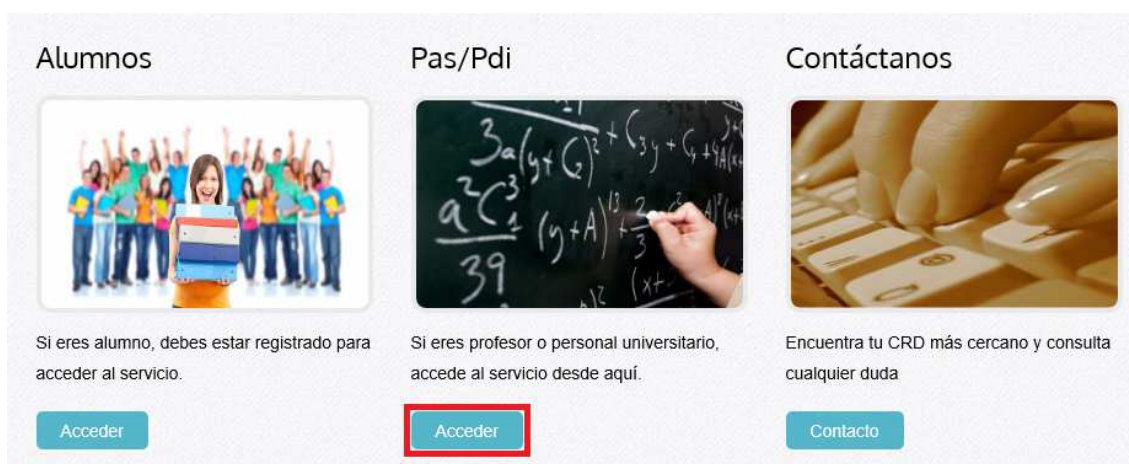 Alumnos
Pas/Pdi
Contáctanos
Si eres alumno, debes estar registrado para
acceder al servicio.
Acceder
Si eres profesor o personal universitario,
accede al servicio desde aquí.
Acceder
Encuentra tu CRD más cercano y consulta
cualquier duda
Contacto